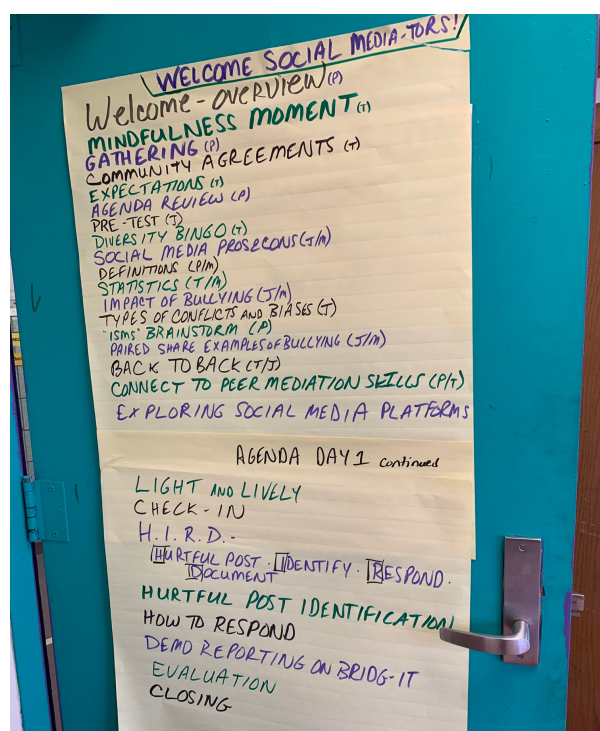 WELCOME SOCIAL MEDIA-TORS!
Welcome - OVERVIEW (P)
MINDFULNESS MOMENT (T)
GATHERING (P)
COMMUNITY AGREEMENTS (T)
EXPECTATIONS (T)
AGENDA REVIEW (P)
PRE-TEST (T)
DIVERSITY BINGO (T)
SOCIAL MEDIA PROS&CONS (T/M)
DEFINITIONS (P/M)
STATISTICS (T/M)
IMPACT OF BULLYING (J/M)
TYPES OF CONFLICTS AND BIASES (T)
'ISMS' BRAINSTORM (P)
PAIRED SHARE EXAMPLES OF BULLYING (J/M)
BACK TO BACK (T/J)
CONNECT TO PEER MEDIATION SKILLS (P/T)
EXPLORING SOCIAL MEDIA PLATFORMS
AGENDA DAY 1 continued
LIGHT AND LIVELY
CHECK-IN
H.I.R.D.-
HURTFUL POST · IDENTIFY · RESPOND ·
DOCUMENT
HURTFUL POST IDENTIFICATION
HOW TO RESPOND
DEMO REPORTING ON BRIDG-IT
EVALUATION
CLOSING